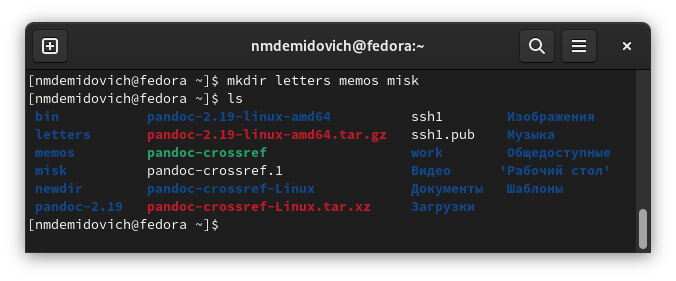 nmdemidovich@fedora:~
[nmdemidovich@fedora ~]$ mkdir letters memos misk
[nmdemidovich@fedora ~]$ ls
bin pandoc-2.19-linux-amd64 ssh1 Изображения
letters pandoc-2.19-linux-amd64.tar.gz ssh1.pub Музыка
memos pandoc-crossref work Общедоступные
misk pandoc-crossref.1 Видео 'Рабочий стол'
newdir pandoc-crossref-Linux Документы Шаблоны
pandoc-2.19 pandoc-crossref-Linux.tar.xz Загрузки
[nmdemidovich@fedora ~]$